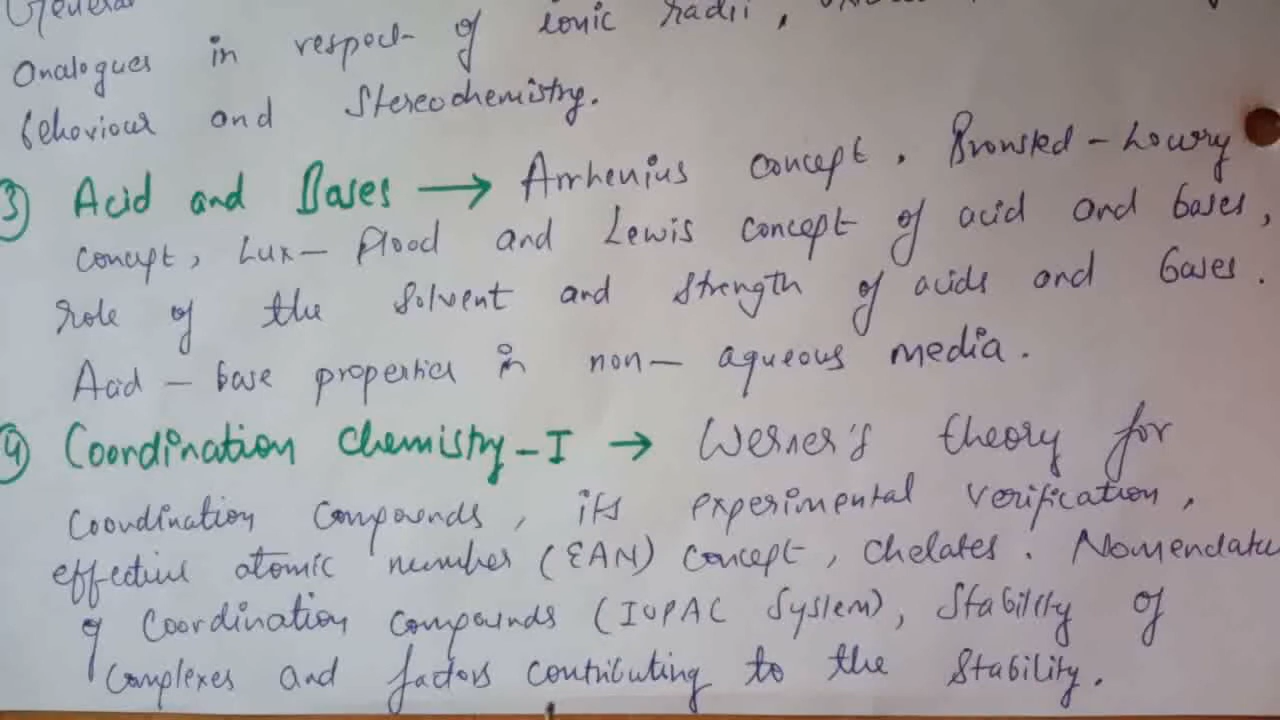 General
Analogues in respect of ionic radii,
behaviour and Stereochemistry.
3) Acid and Bases → Arrhenius concept, Bronsted - Lowry
concept, Lux - Flood and Lewis concept of acid and bases,
role of the Solvent and strength of acids and bases.
Acid - base properties in non - aqueous media.
4) Coordination Chemistry - I → Werner's theory for
Coordination Compounds, its experimental verification,
effective atomic number (EAN) concept, chelates. Nomenclature
of Coordination compounds (IUPAC System), Stability of
Complexes and factors contributing to the Stability.